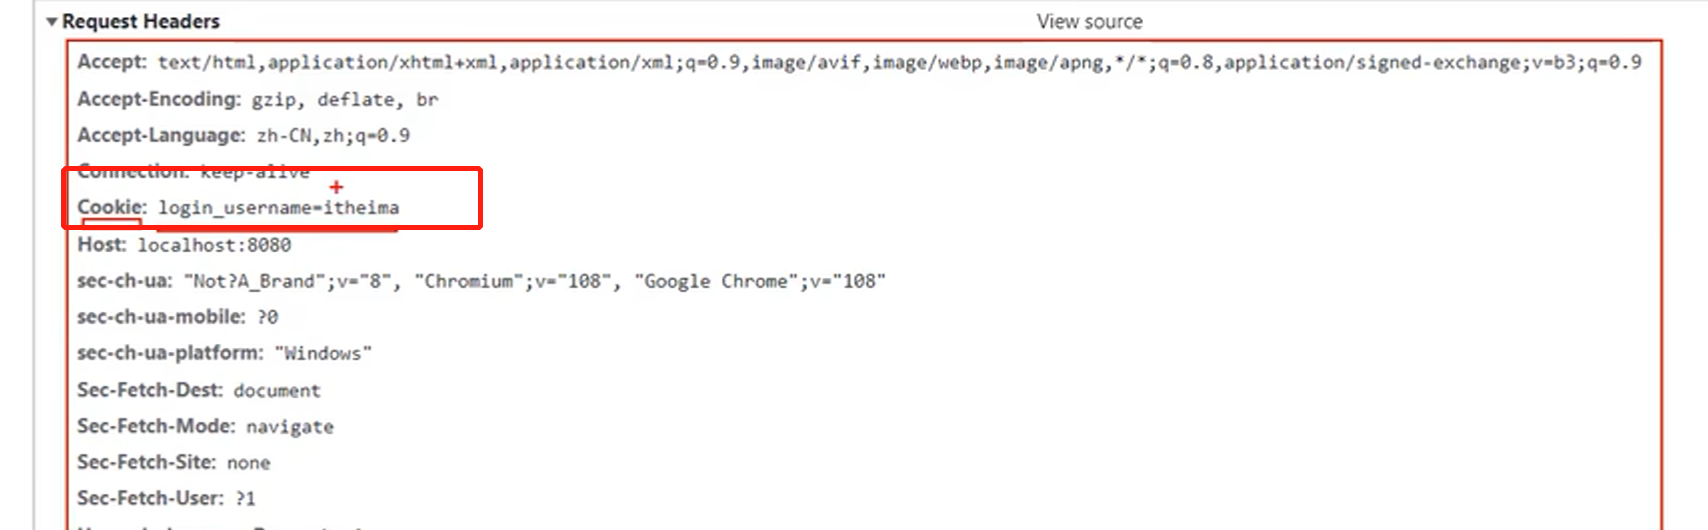 ▼ Request Headers View source
Accept: text/html,application/xhtml+xml,application/xml;q=0.9,image/avif,image/webp,image/apng,*/*;q=0.8,application/signed-exchange;v=b3;q=0.9
Accept-Encoding: gzip, deflate, br
Accept-Language: zh-CN,zh;q=0.9
Connection: keep-alive
Cookie: login_username=itheima
Host: localhost:8080
sec-ch-ua: "Not?A_Brand";v="8", "Chromium";v="108", "Google Chrome";v="108"
sec-ch-ua-mobile: ?0
sec-ch-ua-platform: "Windows"
Sec-Fetch-Dest: document
Sec-Fetch-Mode: navigate
Sec-Fetch-Site: none
Sec-Fetch-User: ?1